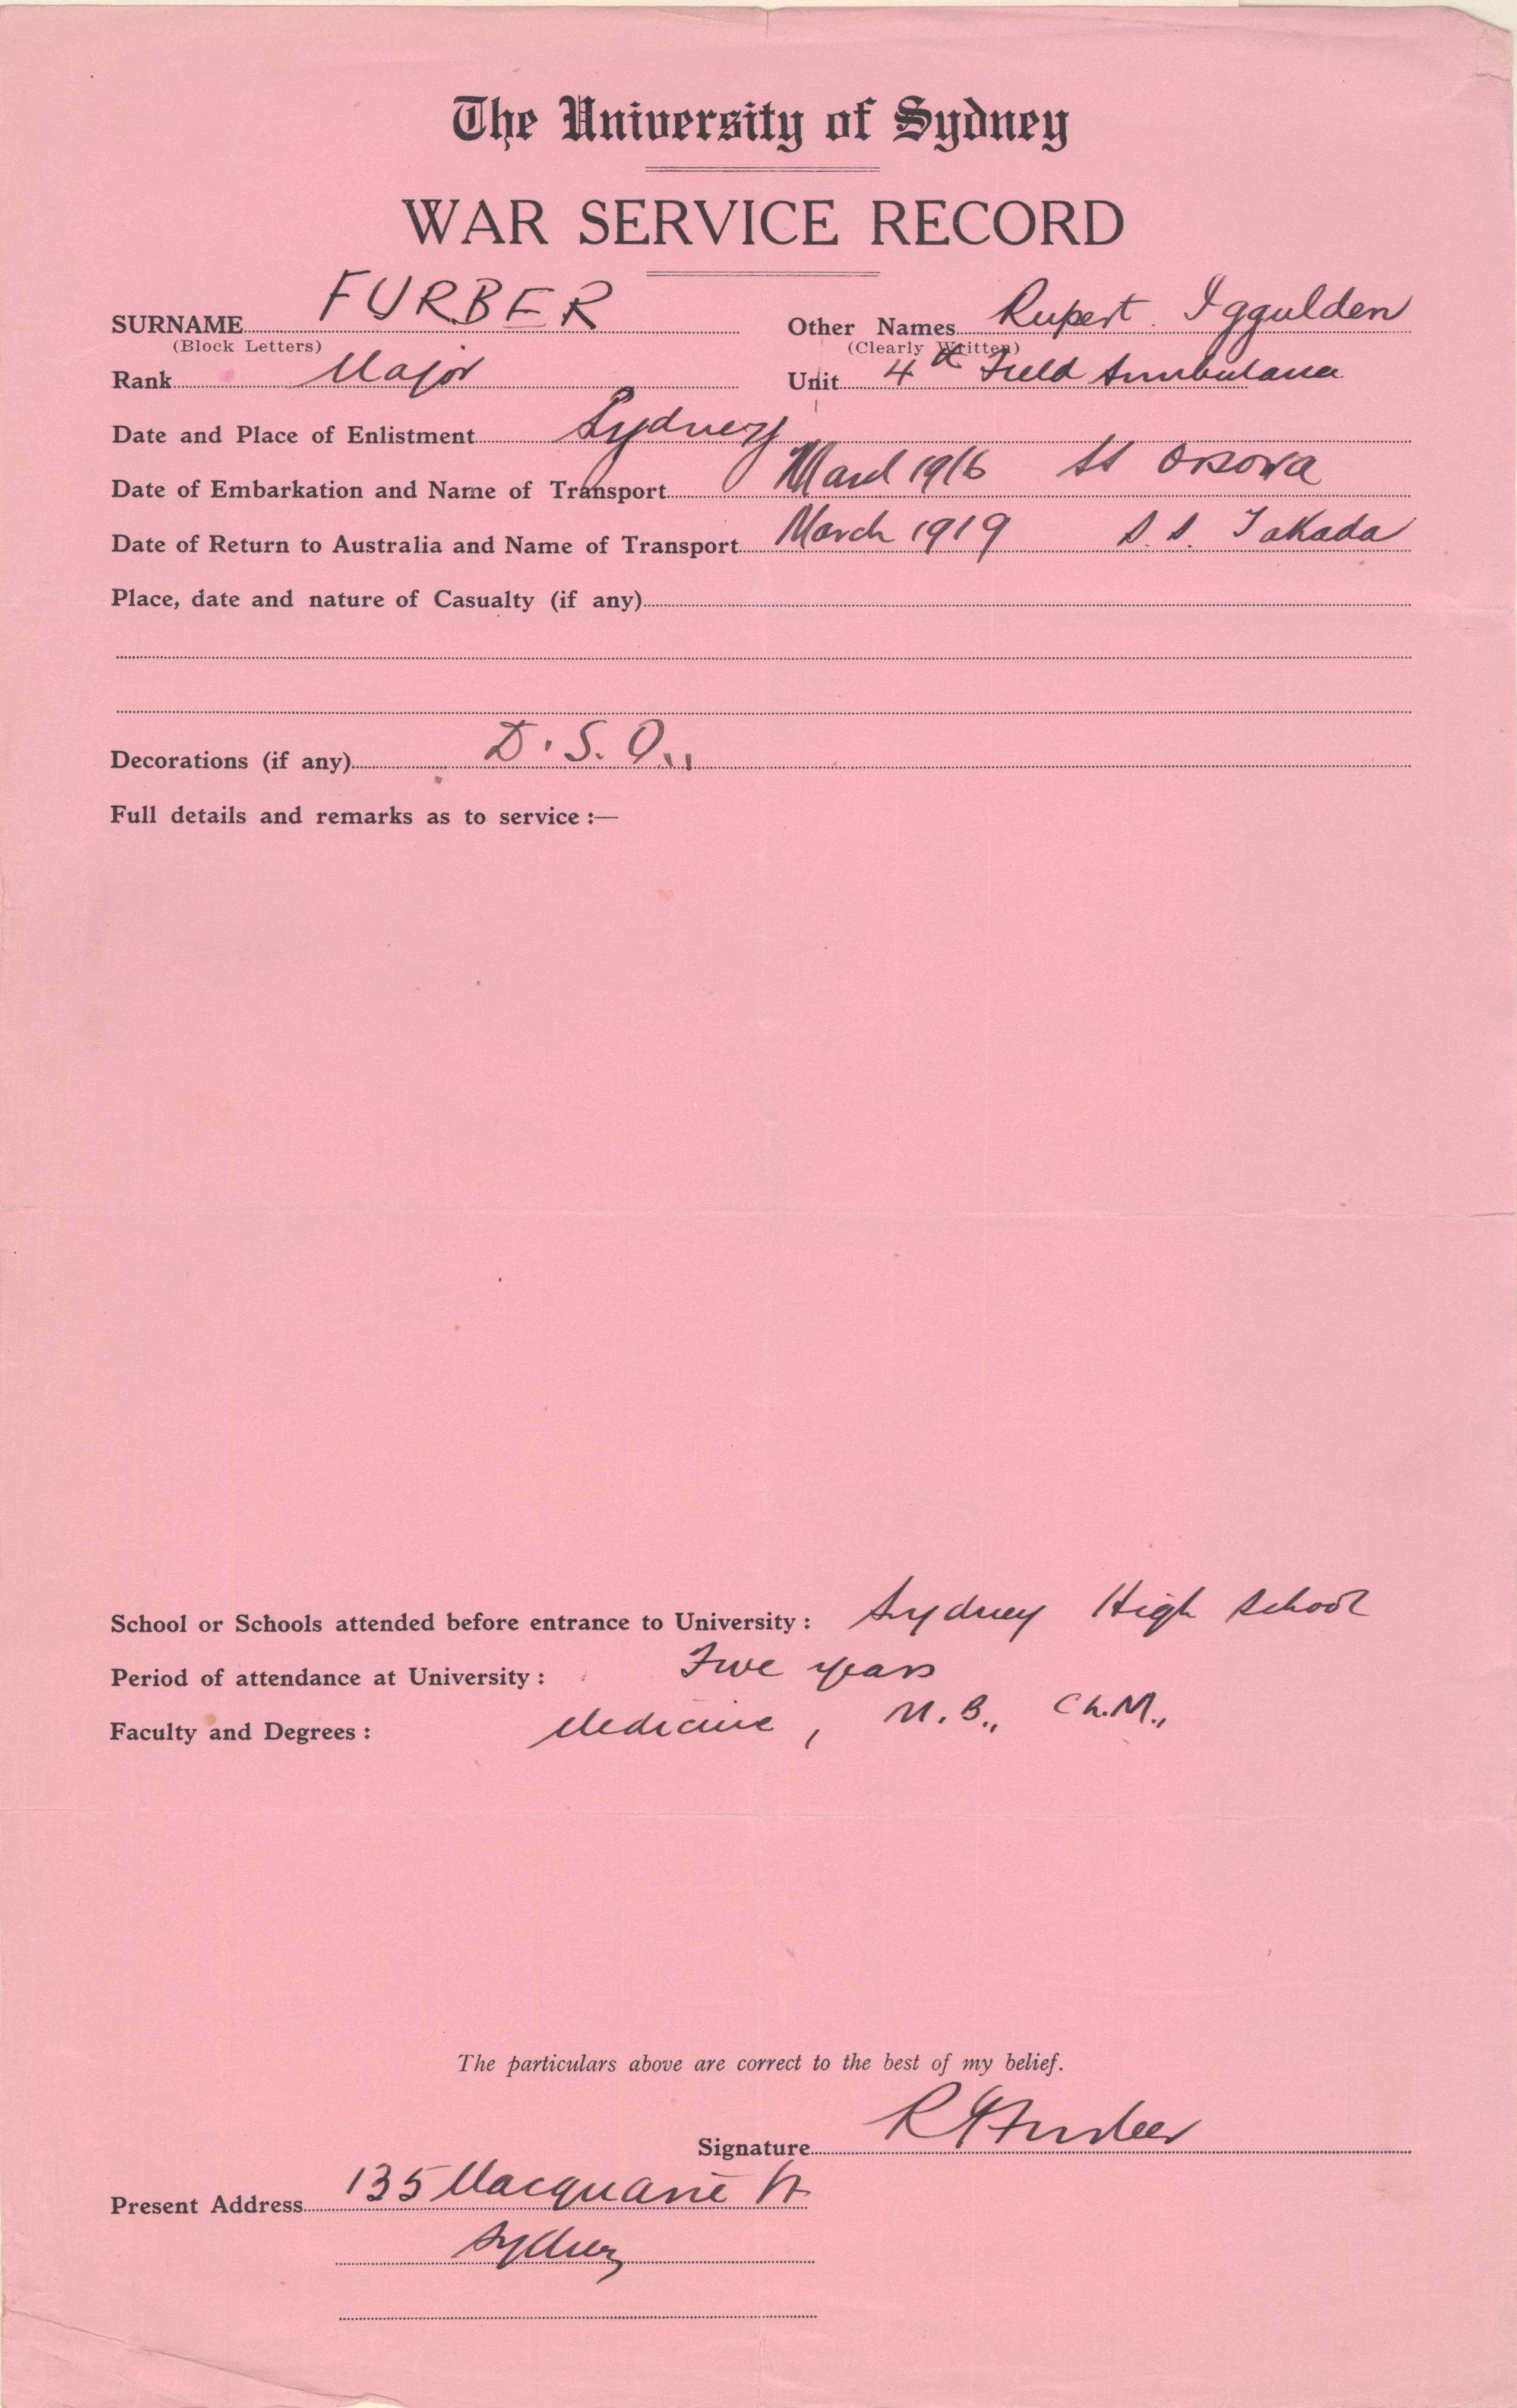 The University of Sydney
WAR SERVICE RECORD
SURNAME FURBER Other Names Rupert Iggulden
(Block Letters) (Clearly Written)
Rank Major Unit 4th Field Ambulance
Date and Place of Enlistment Sydney
Date of Embarkation and Name of Transport March 1916 SS Orsova
Date of Return to Australia and Name of Transport March 1919 S.S. Takada
Place, date and nature of Casualty (if any)
Decorations (if any) D.S.O.,
Full details and remarks as to service :—
School or Schools attended before entrance to University : Sydney High School
Period of attendance at University : Five years
Faculty and Degrees : Medicine, M.B., Ch.M.,
The particulars above are correct to the best of my belief.
Signature R I Furber
Present Address 135 Macquarie St
Sydney